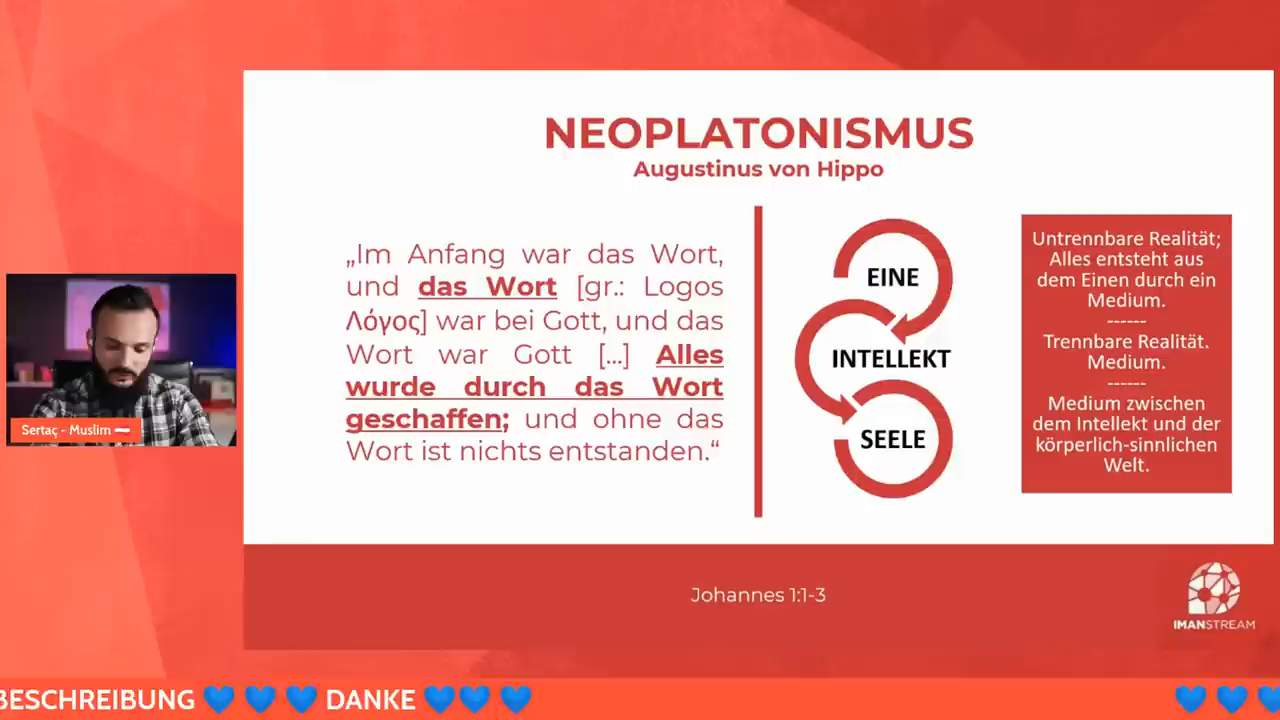 NEOPLATONISMUS
Augustinus von Hippo
„Im Anfang war das Wort,
und das Wort [gr.: Logos
Λόγος] war bei Gott, und das
Wort war Gott [...] Alles
wurde durch das Wort
geschaffen; und ohne das
Wort ist nichts entstanden.“
EINE
INTELLEKT
SEELE
Untrennbare Realität;
Alles entsteht aus
dem Einen durch ein
Medium.
------
Trennbare Realität.
Medium.
------
Medium zwischen
dem Intellekt und der
körperlich-sinnlichen
Welt.
Sertaç - Muslim
Johannes 1:1-3
IMANSTREAM
BESCHREIBUNG 💙 💙 💙 DANKE 💙💙 💙 💙 💙 💙